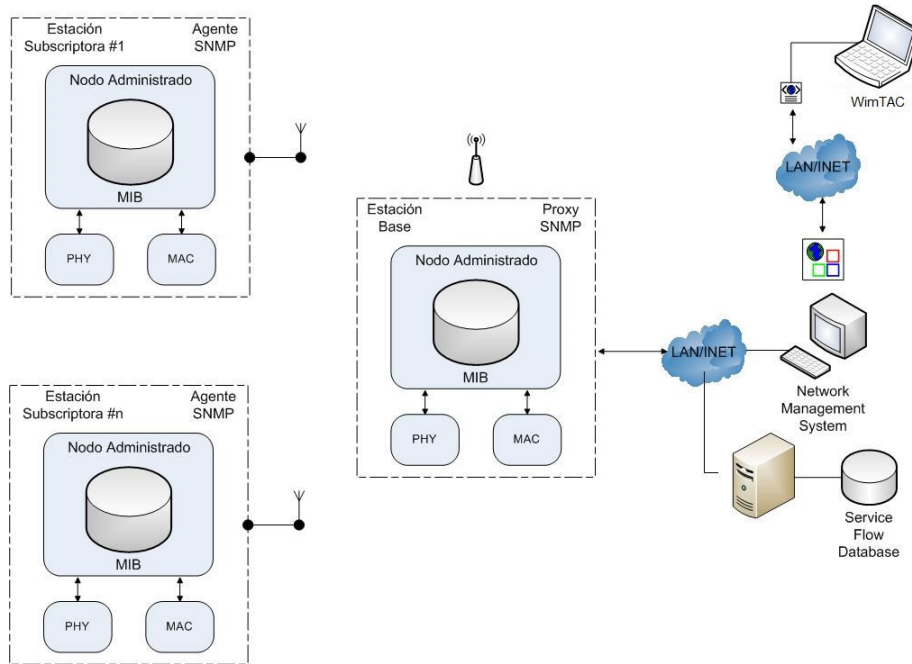 Estación
Subscriptora #1
Agente
SNMP
Nodo Administrado
MIB
PHY
MAC
Estación
Subscriptora #n
Agente
SNMP
Nodo Administrado
MIB
PHY
MAC
Estación
Base
Proxy
SNMP
Nodo Administrado
MIB
PHY
MAC
WimTAC
LAN/INET
LAN/INET
Network
Management
System
Service
Flow
Database